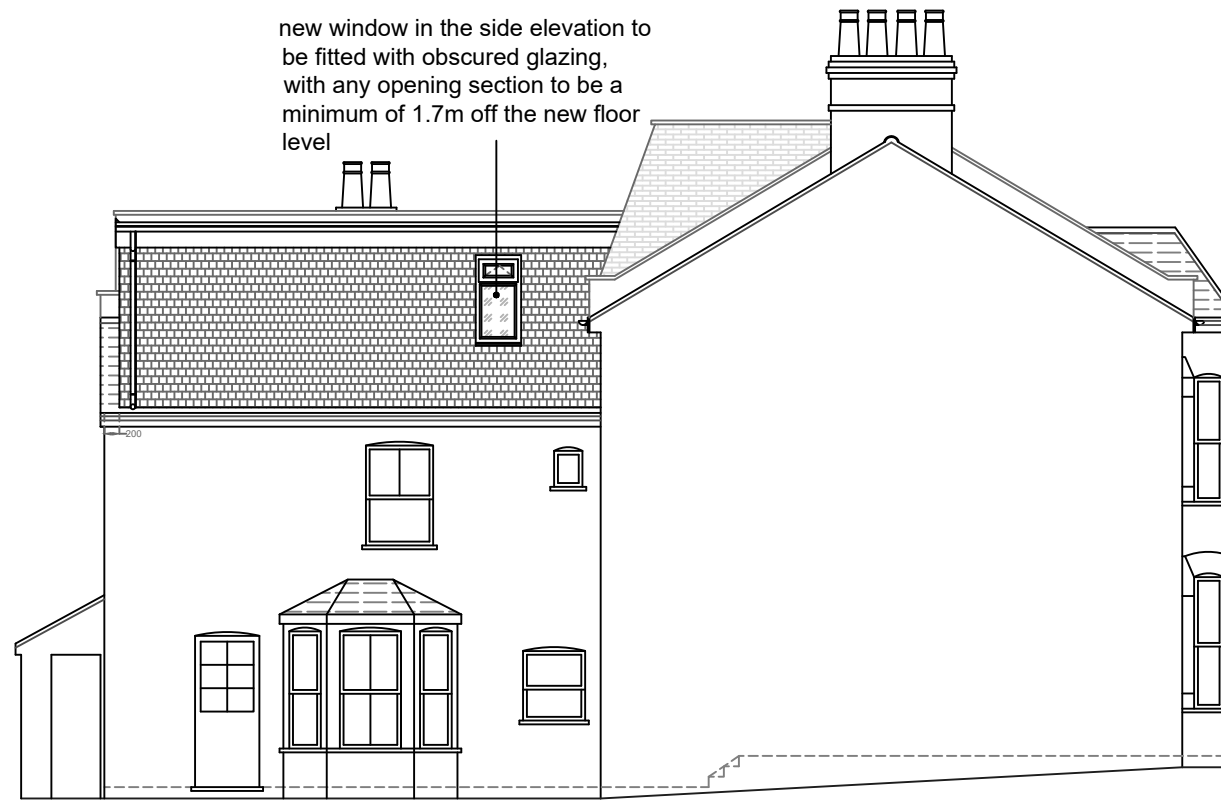 new window in the side elevation to
be fitted with obscured glazing,
with any opening section to be a
minimum of 1.7m off the new floor
level
200